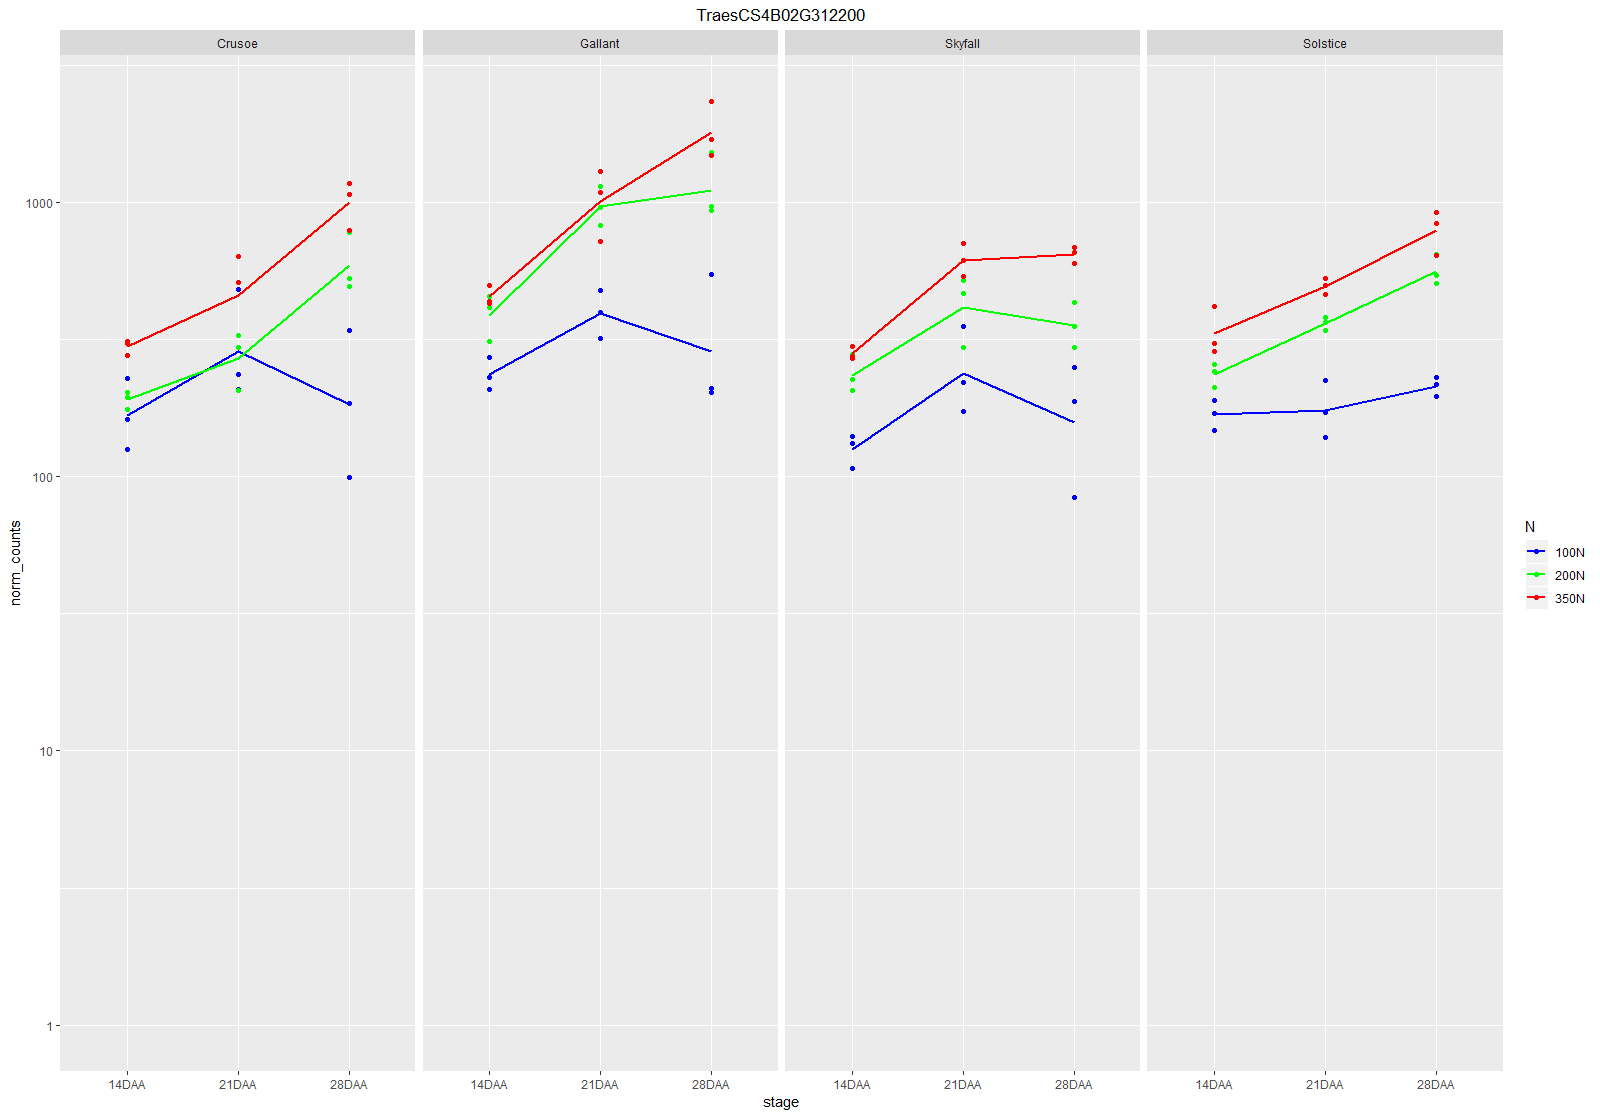 TraesCS4B02G312200
Crusoe
Gallant
Skyfall
Solstice
norm_counts
1000
100
10
1
14DAA 21DAA 28DAA
14DAA 21DAA 28DAA
14DAA 21DAA 28DAA
14DAA 21DAA 28DAA
stage
N
100N
200N
350N